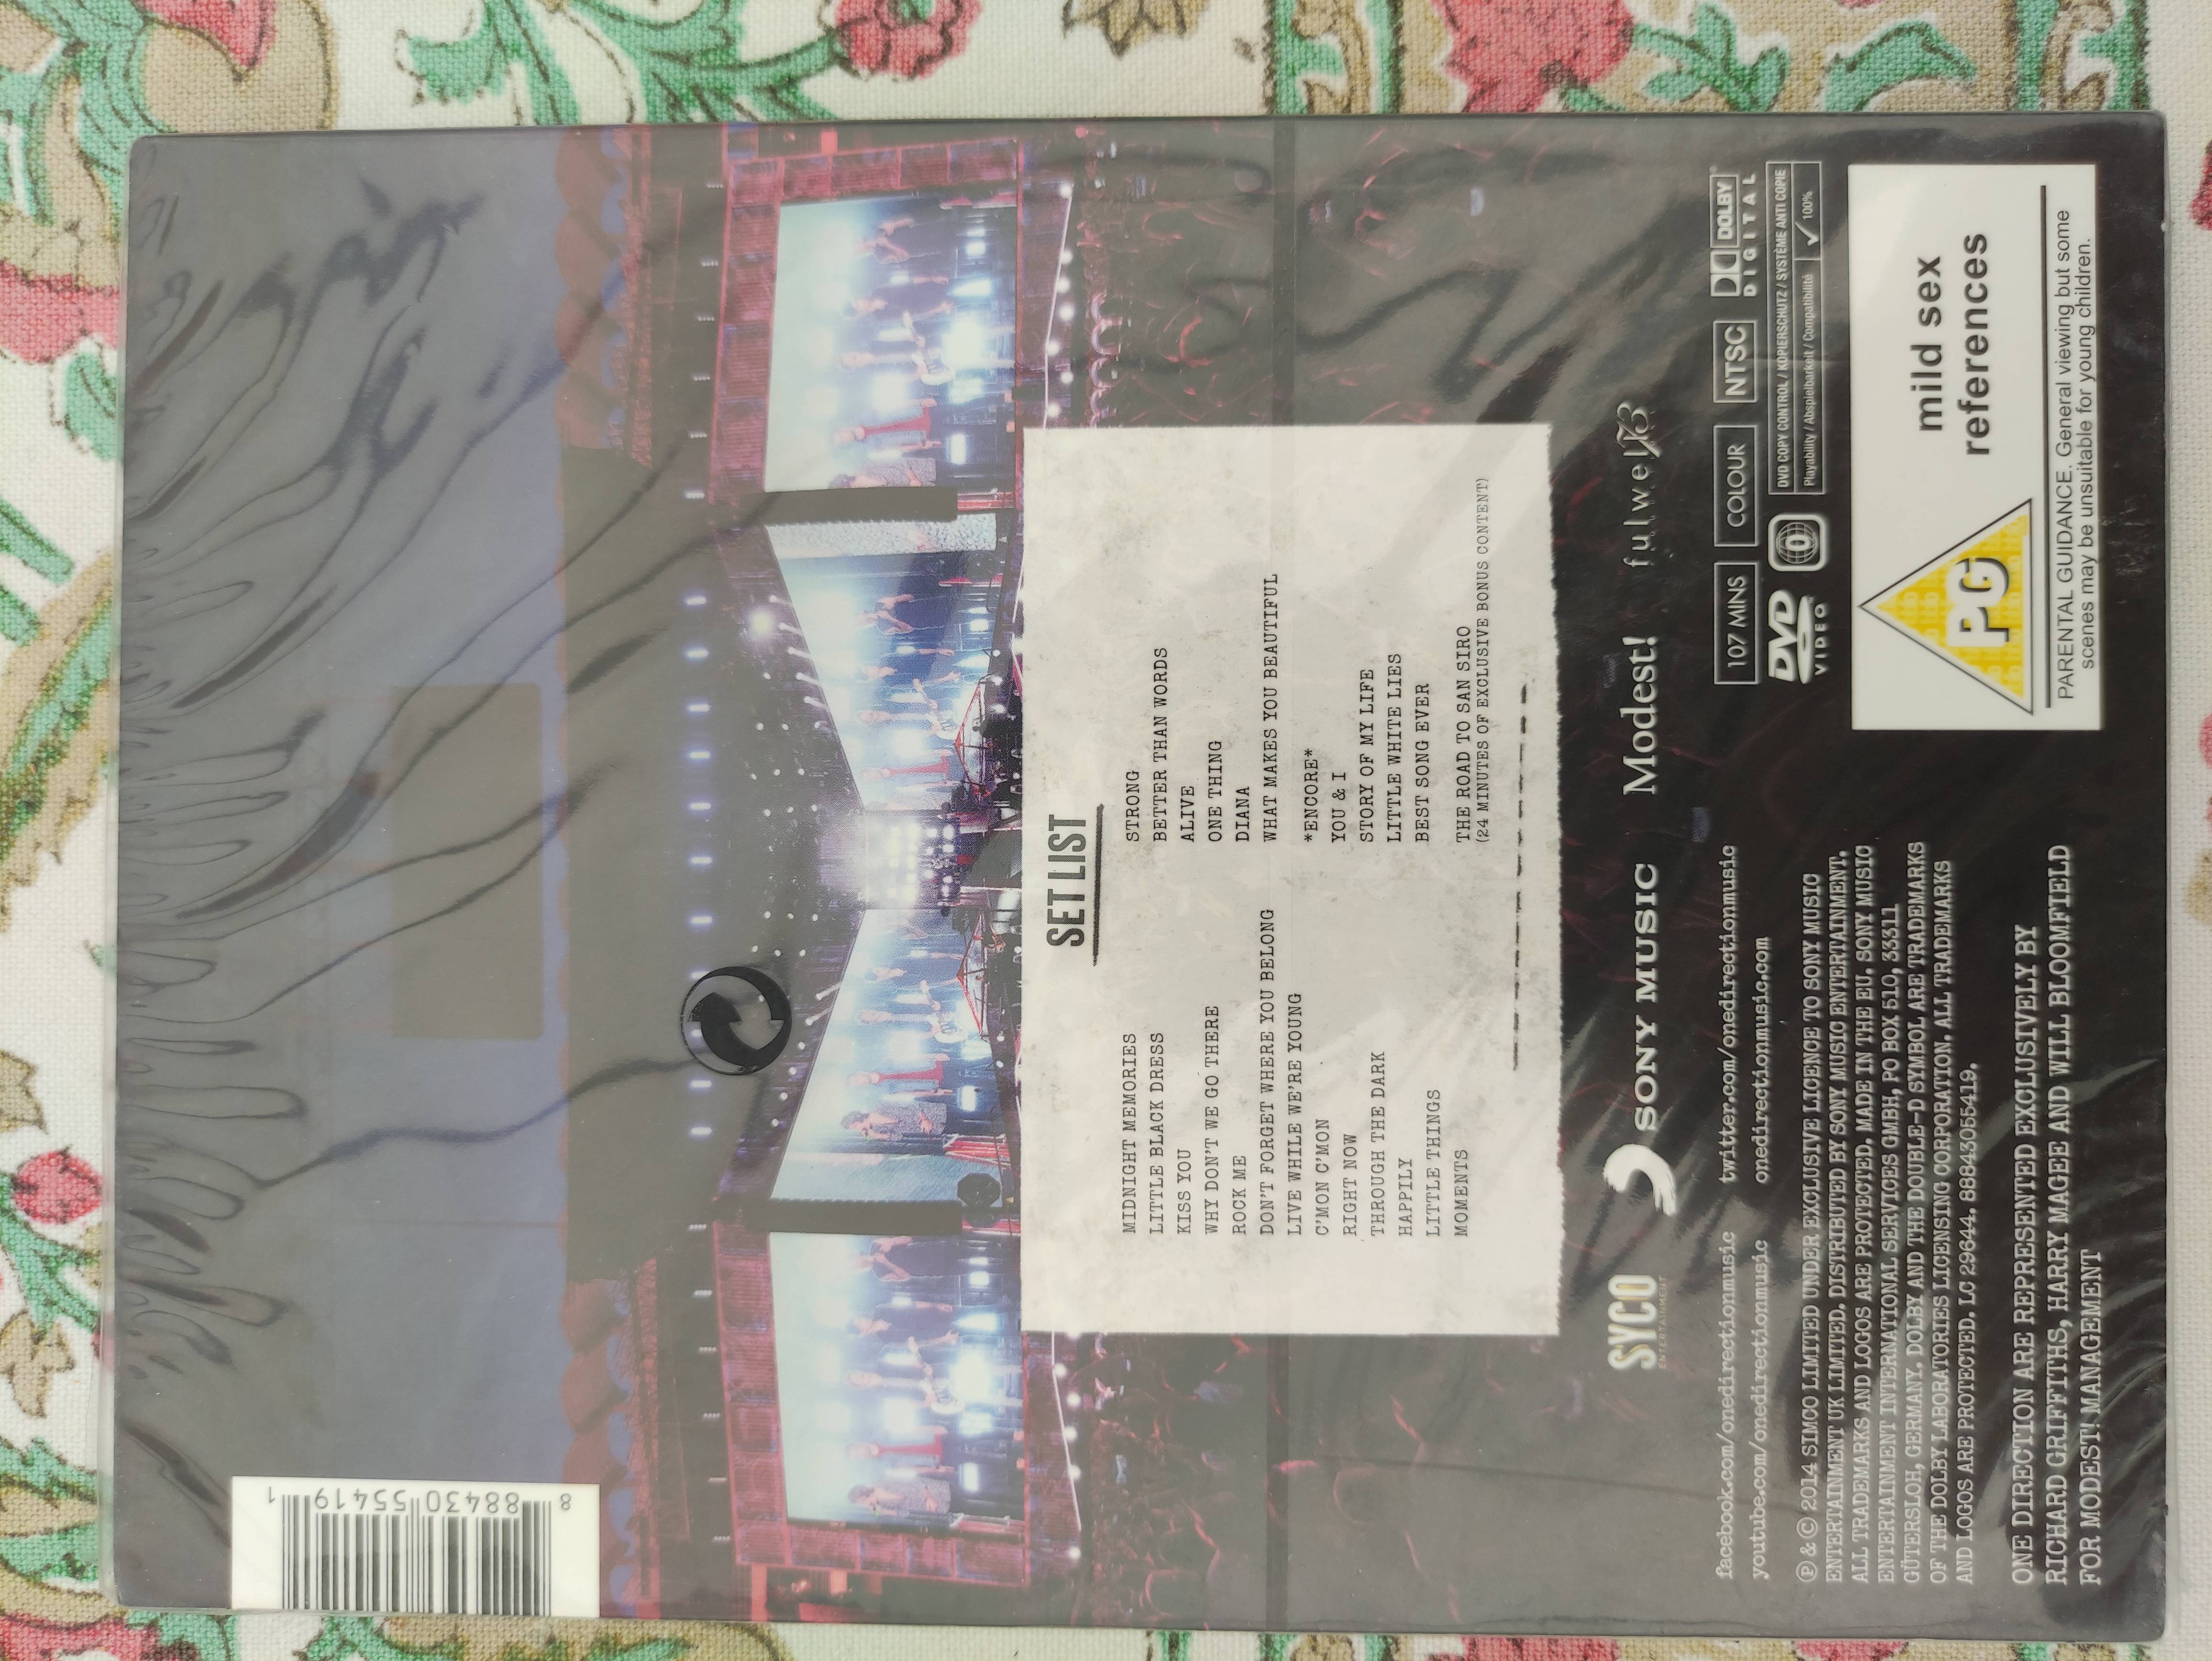 SET LIST
MIDNIGHT MEMORIES
LITTLE BLACK DRESS
KISS YOU
WHY DON'T WE GO THERE
ROCK ME
DON'T FORGET WHERE YOU BELONG
LIVE WHILE WE'RE YOUNG
C'MON C'MON
RIGHT NOW
THROUGH THE DARK
HAPPILY
LITTLE THINGS
MOMENTS
STRONG
BETTER THAN WORDS
ALIVE
ONE THING
DIANA
WHAT MAKES YOU BEAUTIFUL
*ENCORE*
YOU & I
STORY OF MY LIFE
LITTLE WHITE LIES
BEST SONG EVER
THE ROAD TO SAN SIRO
(24 MINUTES OF EXCLUSIVE BONUS CONTENT)
SYCO
ENTERTAINMENT
SONY MUSIC
Modest!
fulwell73
facebook.com/onedirectionmusic
twitter.com/onedirectionmusic
youtube.com/onedirectionmusic
onedirectionmusic.com
℗ & © 2014 SIMCO LIMITED UNDER EXCLUSIVE LICENCE TO SONY MUSIC
ENTERTAINMENT UK LIMITED. DISTRIBUTED BY SONY MUSIC ENTERTAINMENT.
ALL TRADEMARKS AND LOGOS ARE PROTECTED. MADE IN THE EU. SONY MUSIC
ENTERTAINMENT INTERNATIONAL SERVICES GMBH, PO BOX 510, 33311
GÜTERSLOH, GERMANY. DOLBY AND THE DOUBLE-D SYMBOL ARE TRADEMARKS
OF THE DOLBY LABORATORIES LICENSING CORPORATION. ALL TRADEMARKS
AND LOGOS ARE PROTECTED. LC 29644. 88843055419.
ONE DIRECTION ARE REPRESENTED EXCLUSIVELY BY
RICHARD GRIFFITHS, HARRY MAGEE AND WILL BLOOMFIELD
FOR MODEST! MANAGEMENT
107 MINS
COLOUR
NTSC
DOLBY
DIGITAL
DVD
VIDEO
0
DVD COPY CONTROL / KOPIERSCHUTZ / SYSTÈME ANTI COPIE
Playability / Abspielbarkeit / Compatibilité
100%
PG
mild sex
references
PARENTAL GUIDANCE. General viewing but some
scenes may be unsuitable for young children.
8 88430 55419 1